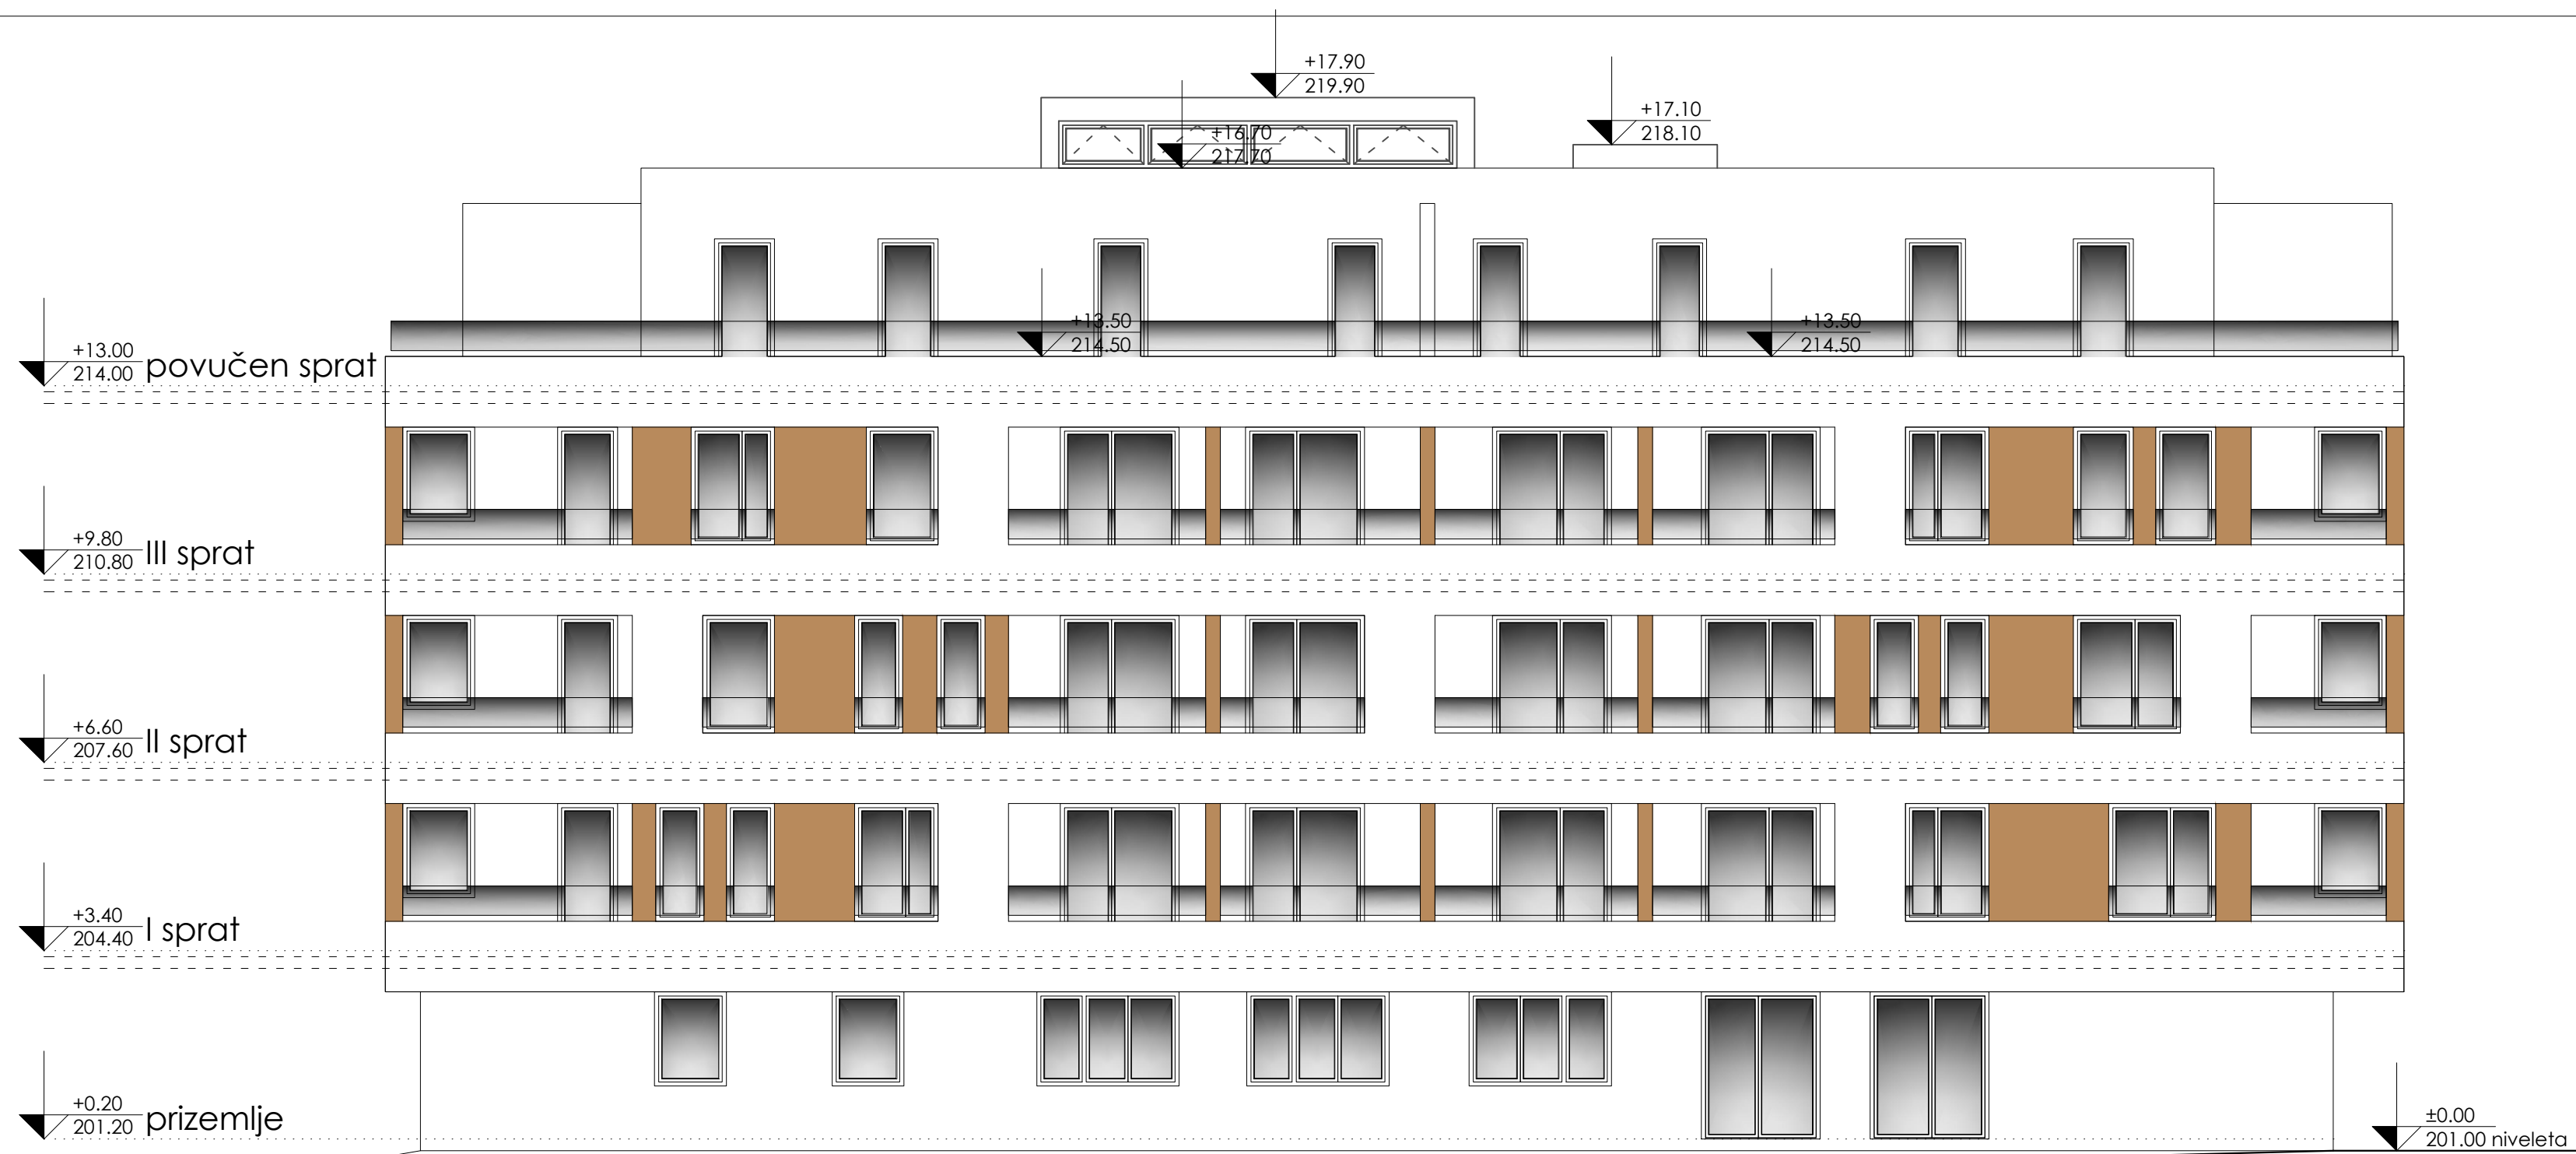 +17.90
219.90
+17.10
218.10
+16.70
217.70
+13.50
214.50
+13.50
214.50
+13.00
214.00 povučen sprat
+9.80
210.80 III sprat
+6.60
207.60 II sprat
+3.40
204.40 I sprat
+0.20
201.20 prizemlje
±0.00
201.00 niveleta